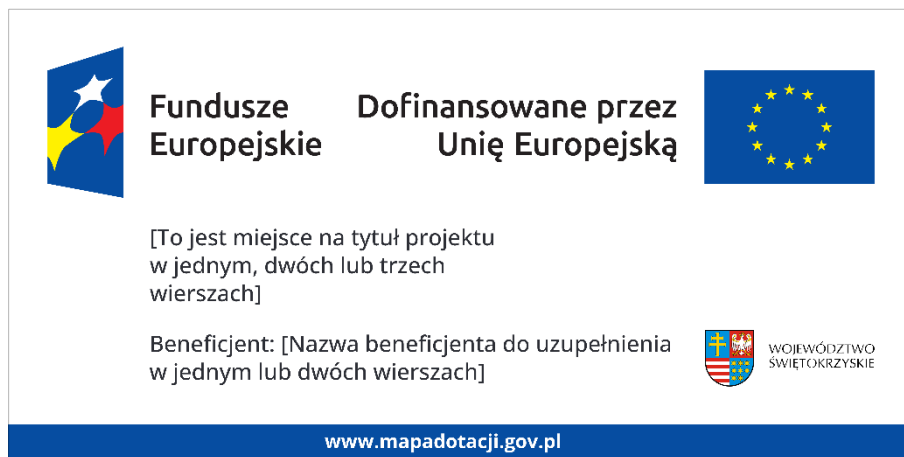 Fundusze
Europejskie
Dofinansowane przez
Unię Europejską
[To jest miejsce na tytuł projektu
w jednym, dwóch lub trzech
wierszach]
Beneficjent: [Nazwa beneficjenta do uzupełnienia
w jednym lub dwóch wierszach]
WOJEWÓDZTWO
ŚWIĘTOKRZYSKIE
www.mapadotacji.gov.pl